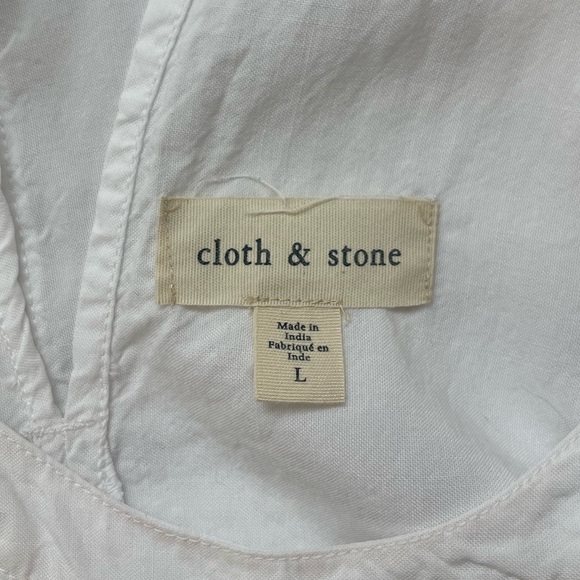 cloth & stone
Made in
India
Fabriqué en
Inde
L